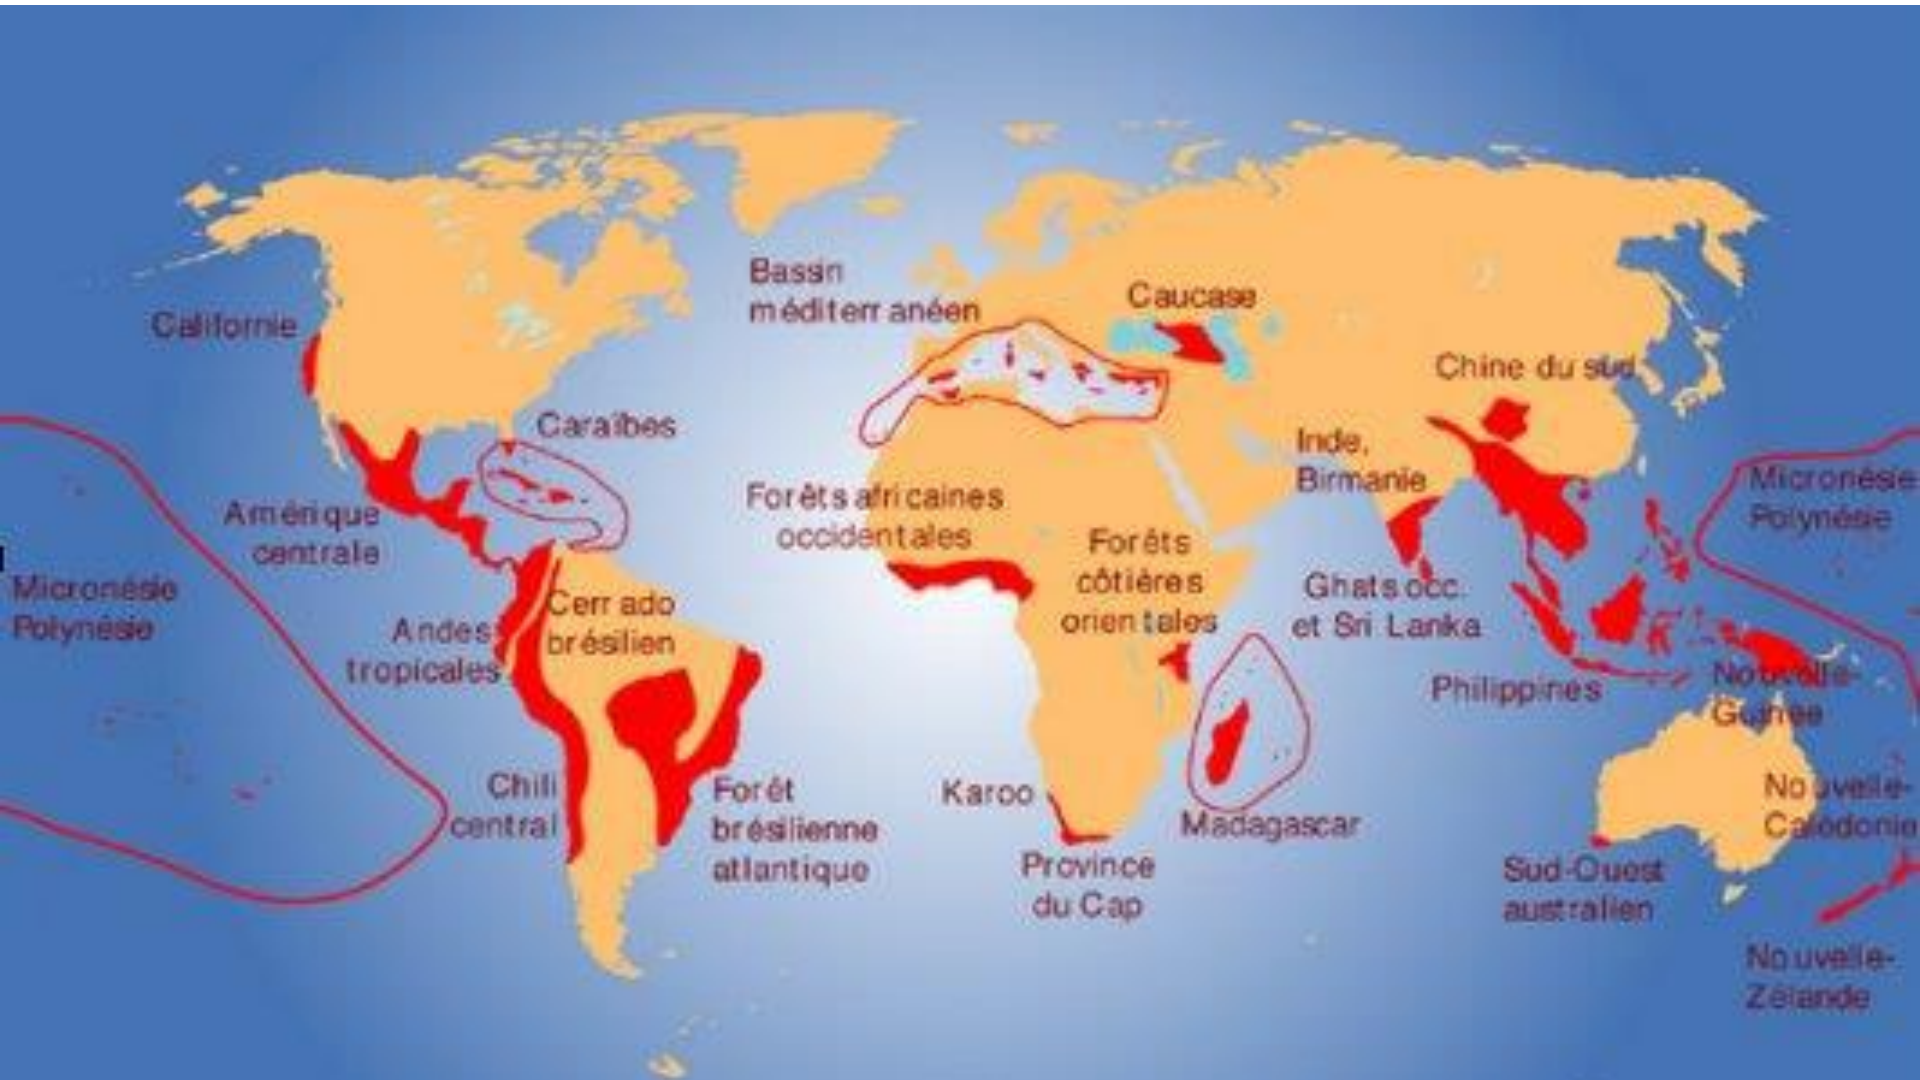 Bassin
méditerranéen
Caucase
Californie
Chine du sud
Caraïbes
Inde,
Birmanie
Micronésie
Polynésie
Forêts africaines
occidentales
Amérique
centrale
Forêts
côtières
orientales
Ghats occ.
et Sri Lanka
Micronésie
Polynésie
Cerrado
brésilien
Andes
tropicales
Philippines
Nouvelle-
Guinée
Chili
central
Forêt
brésilienne
atlantique
Karoo
Madagascar
Nouvelle-
Calédonie
Province
du Cap
Sud-Ouest
australien
Nouvelle-
Zélande